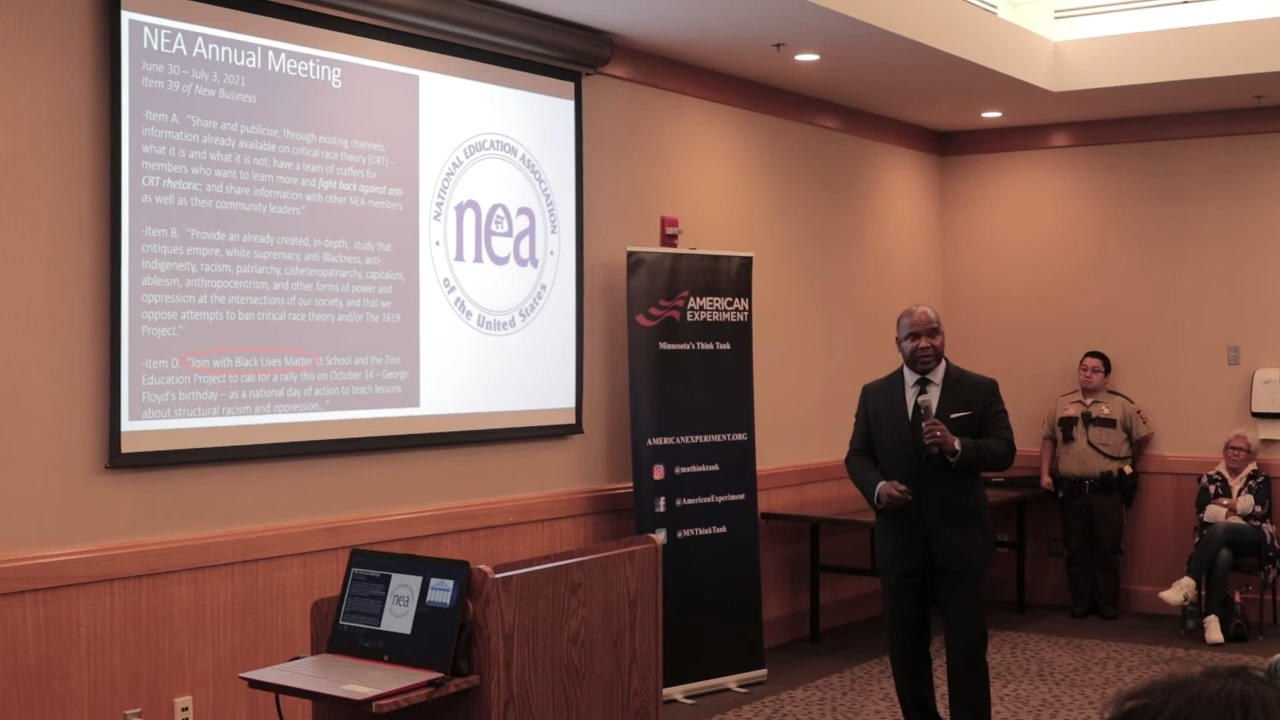 NEA Annual Meeting
June 30 – July 3, 2021
Item 39 of New Business
-Item A. "Share and publicize, through existing channels,
information already available on critical race theory (CRT) –
what it is and what it is not; have a team of staffers for
members who want to learn more and fight back against anti-
CRT rhetoric; and share information with other NEA members
as well as their community leaders."
-Item B. "Provide an already created, in-depth, study that
critiques empire, white supremacy, anti-Blackness, anti-
Indigeneity, racism, patriarchy, cisheteropatriarchy, capitalism,
ableism, anthropocentrism, and other forms of power and
oppression at the intersections of our society, and that we
oppose attempts to ban critical race theory and/or The 1619
Project."
-Item D. "Join with Black Lives Matter School and the Zinn
Education Project to call for a rally this on October 14 – George
Floyd's birthday – as a national day of action to teach lessons
about structural racism and oppression..."
NATIONAL EDUCATION ASSOCIATION
nea
of the United States
AMERICAN
EXPERIMENT
Minnesota's Think Tank
AMERICANEXPERIMENT.ORG
@mnthinktank
@AmericanExperiment
@MNThinkTank
nea